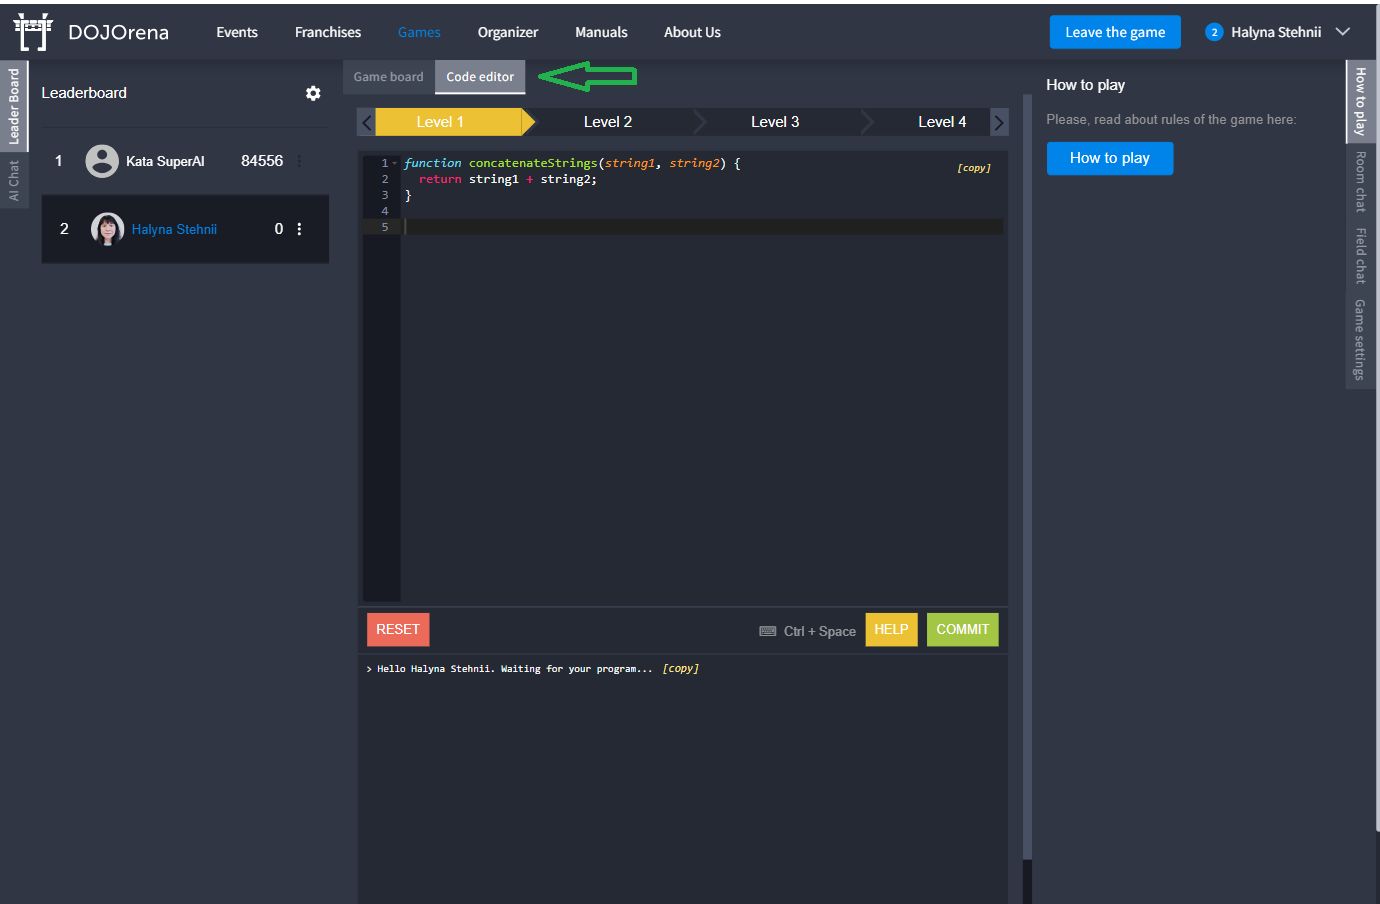 DOJOrena
Events
Franchises
Games
Organizer
Manuals
About Us
Leave the game
2
Halyna Stehnii
Leader Board
AI Chat
Leaderboard
1 Kata SuperAI 84556
2 Halyna Stehnii 0
Game board
Code editor
Level 1
Level 2
Level 3
Level 4
1 function concatenateStrings(string1, string2) {
[copy]
2 return string1 + string2;
3 }
4
5
RESET
Ctrl + Space
HELP
COMMIT
> Hello Halyna Stehnii. Waiting for your program... [copy]
How to play
Please, read about rules of the game here:
How to play
How to play
Room chat
Field chat
Game settings